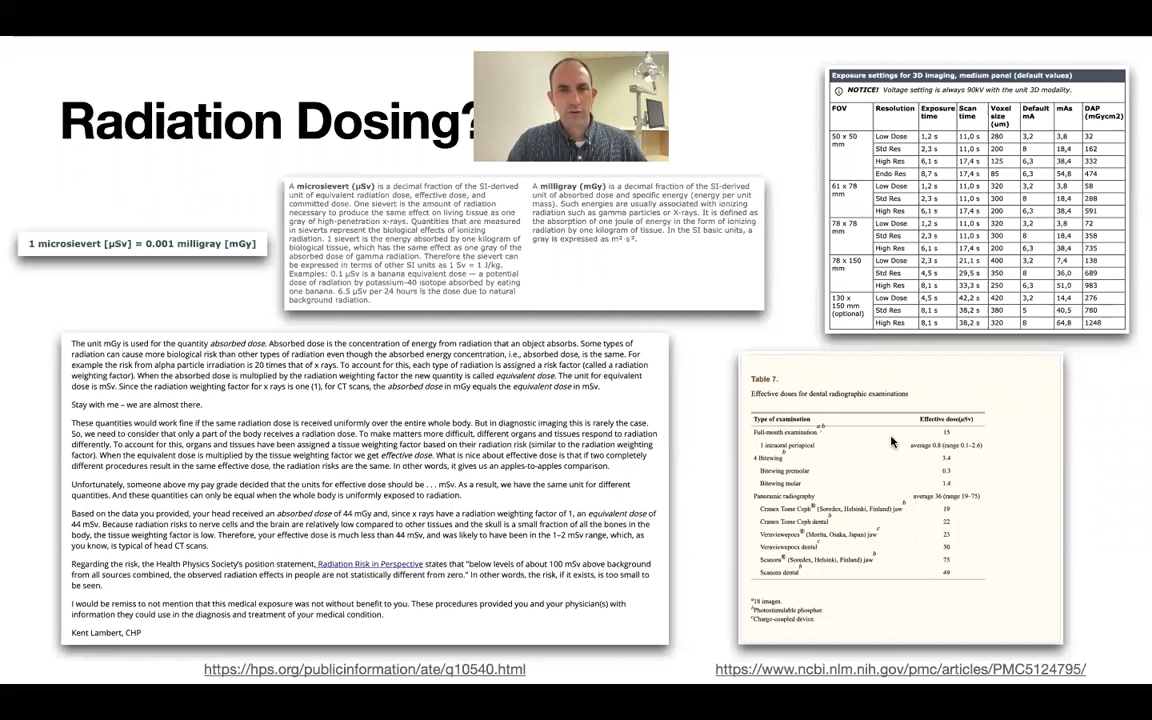 Radiation Dosing?
1 microsievert [μSv] = 0.001 milligray [mGy]
A microsievert (μSv) is a decimal fraction of the SI-derived
unit of equivalent radiation dose, effective dose, and
committed dose. One sievert is the amount of radiation
necessary to produce the same effect on living tissue as one
gray of high-penetration x-rays. Quantities that are measured
in sieverts represent the biological effects of ionizing
radiation. 1 sievert is the energy absorbed by one kilogram of
biological tissue, which has the same effect as one gray of the
absorbed dose of gamma radiation. Therefore the sievert can
be expressed in terms of other SI units as 1 Sv = 1 J/kg.
Examples: 0.1 μSv is a banana equivalent dose — a potential
dose of radiation by potassium-40 isotope absorbed by eating
one banana. 6.5 μSv per 24 hours is the dose due to natural
background radiation.
A milligray (mGy) is a decimal fraction of the SI-derived
unit of absorbed dose and specific energy (energy per unit
mass). Such energies are usually associated with ionizing
radiation such as gamma particles or X-rays. It is defined as
the absorption of one joule of energy in the form of ionizing
radiation by one kilogram of tissue. In the SI basic units, a
gray is expressed as m²·s⁻².
Exposure settings for 3D imaging, medium panel (default values)
NOTICE! Voltage setting is always 90kV with the unit 3D modality.
FOV Resolution Exposure time Scan time Voxel size (um) Default mA mAs DAP (mGycm2)
50 x 50 mm Low Dose 1,2 s 11,0 s 280 3,2 3,8 32
Std Res 2,3 s 11,0 s 200 8 18,4 162
High Res 6,1 s 17,4 s 125 6,3 38,4 332
Endo Res 8,7 s 17,4 s 85 6,3 54,8 474
61 x 78 mm Low Dose 1,2 s 11,0 s 320 3,2 3,8 58
Std Res 2,3 s 11,0 s 300 8 18,4 288
High Res 6,1 s 17,4 s 200 6,3 38,4 591
78 x 78 mm Low Dose 1,2 s 11,0 s 320 3,2 3,8 72
Std Res 2,3 s 11,0 s 300 8 18,4 358
High Res 6,1 s 17,4 s 200 6,3 38,4 735
78 x 150 mm Low Dose 2,3 s 21,1 s 400 3,2 7,4 138
Std Res 4,5 s 29,5 s 350 8 36,0 689
High Res 8,1 s 33,3 s 250 6,3 51,0 983
130 x 150 mm (optional) Low Dose 4,5 s 42,2 s 420 3,2 14,4 276
Std Res 8,1 s 38,2 s 380 5 40,5 780
High Res 8,1 s 38,2 s 320 8 64,8 1248
The unit mGy is used for the quantity absorbed dose. Absorbed dose is the concentration of energy from radiation that an object absorbs. Some types of
radiation can cause more biological risk than other types of radiation even though the absorbed energy concentration, i.e., absorbed dose, is the same. For
example the risk from alpha particle irradiation is 20 times that of x rays. To account for this, each type of radiation is assigned a risk factor (called a radiation
weighting factor). When the absorbed dose is multiplied by the radiation weighting factor the new quantity is called equivalent dose. The unit for equivalent
dose is mSv. Since the radiation weighting factor for x rays is one (1), for CT scans, the absorbed dose in mGy equals the equivalent dose in mSv.
Stay with me – we are almost there.
These quantities would work fine if the same radiation dose is received uniformly over the entire whole body. But in diagnostic imaging this is rarely the case.
So, we need to consider that only a part of the body receives a radiation dose. To make matters more difficult, different organs and tissues respond to radiation
differently. To account for this, organs and tissues have been assigned a tissue weighting factor based on their radiation risk (similar to the radiation weighting
factor). When the equivalent dose is multiplied by the tissue weighting factor we get effective dose. What is nice about effective dose is that if two completely
different procedures result in the same effective dose, the radiation risks are the same. In other words, it gives us an apples-to-apples comparison.
Unfortunately, someone above my pay grade decided that the units for effective dose should be . . . mSv. As a result, we have the same unit for different
quantities. And these quantities can only be equal when the whole body is uniformly exposed to radiation.
Based on the data you provided, your head received an absorbed dose of 44 mGy and, since x rays have a radiation weighting factor of 1, an equivalent dose of
44 mSv. Because radiation risks to nerve cells and the brain are relatively low compared to other tissues and the skull is a small fraction of all the bones in the
body, the tissue weighting factor is low. Therefore, your effective dose is much less than 44 mSv, and was likely to have been in the 1–2 mSv range, which, as
you know, is typical of head CT scans.
Regarding the risk, the Health Physics Society's position statement, Radiation Risk in Perspective states that "below levels of about 100 mSv above background
from all sources combined, the observed radiation effects in people are not statistically different from zero." In other words, the risk, if it exists, is too small to
be seen.
I would be remiss to not mention that this medical exposure was not without benefit to you. These procedures provided you and your physician(s) with
information they could use in the diagnosis and treatment of your medical condition.
Kent Lambert, CHP
https://hps.org/publicinformation/ate/q10540.html
Table 7.
Effective doses for dental radiographic examinations
Type of examination Effective dose(μSv)
Full-mouth examination a b 15
1 intraoral periapical average 0.8 (range 0.1–2.6)
4 Bitewing b 3.4
Bitewing premolar 0.3
Bitewing molar 1.4
Panoramic radiography average 36 (range 19–75)
Cranex Tome Ceph® (Soredex, Helsinki, Finland) jaw b 19
Cranex Tome Ceph dental b 22
Veraviewepocs® (Morita, Osaka, Japan) jaw c 23
Veraviewepocs dental c 30
Scanora® (Soredex, Helsinki, Finland) jaw b 75
Scanora dental b 49
a18 images.
bPhotostimulable phosphor.
cCharge-coupled device.
https://www.ncbi.nlm.nih.gov/pmc/articles/PMC5124795/